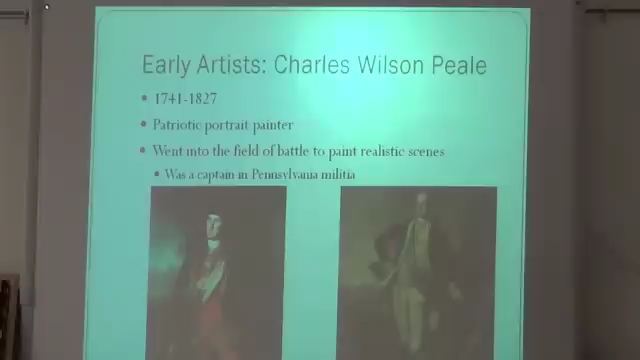 Early Artists: Charles Wilson Peale
• 1741-1827
• Patriotic portrait painter
• Went into the field of battle to paint realistic scenes
• Was a captain in Pennsylvania militia